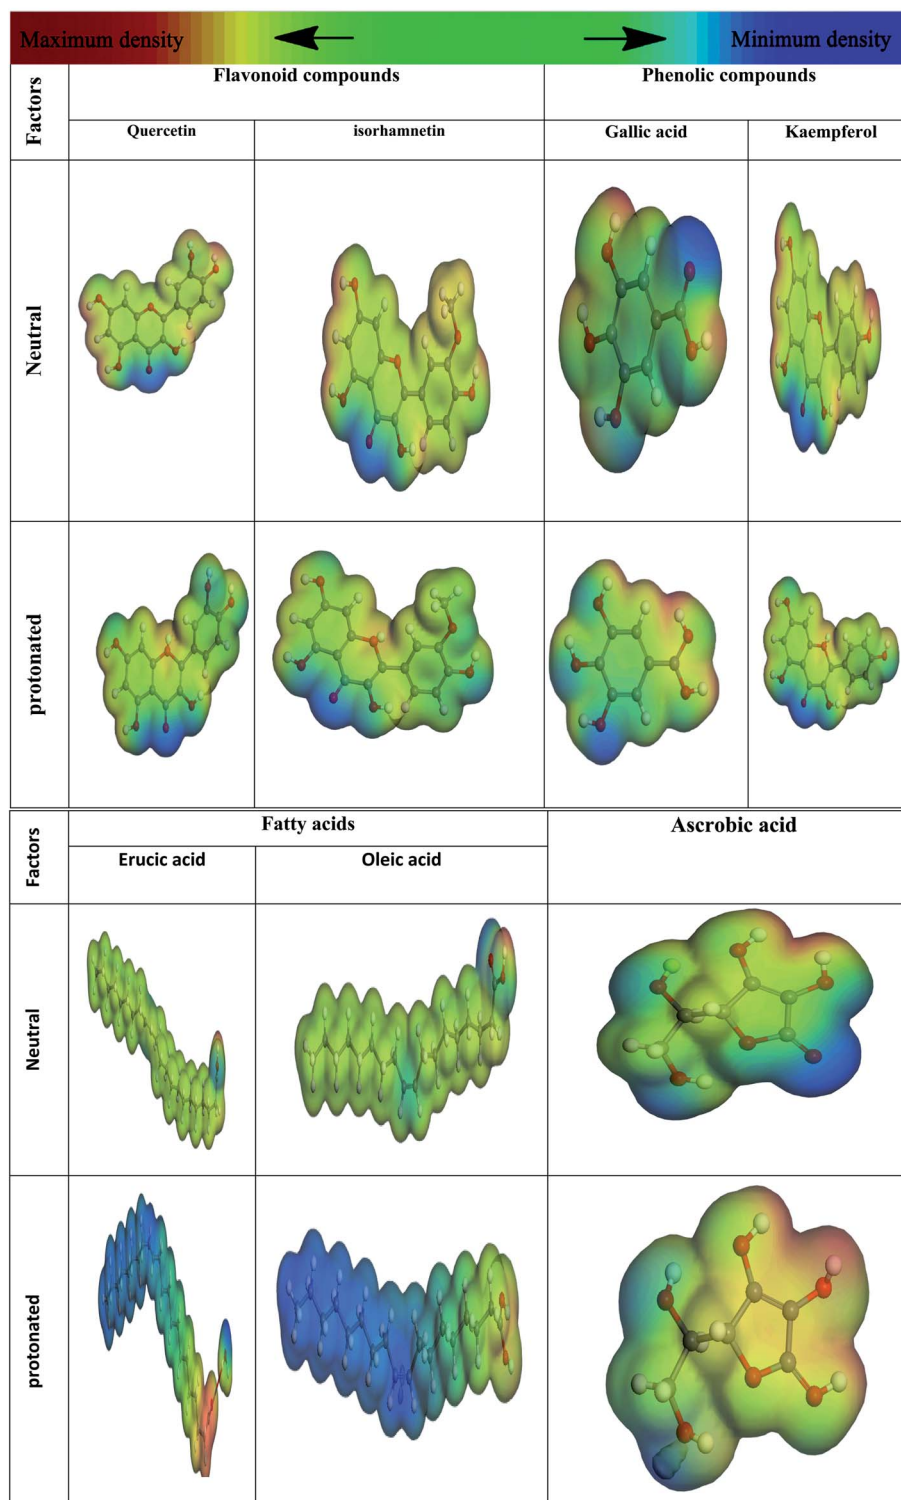 Maximum density Minimum density
Factors Flavonoid compounds Phenolic compounds
Quercetin isorhamnetin Gallic acid Kaempferol
Neutral
protonated
Factors Fatty acids Ascrobic acid
Erucic acid Oleic acid
Neutral
protonated